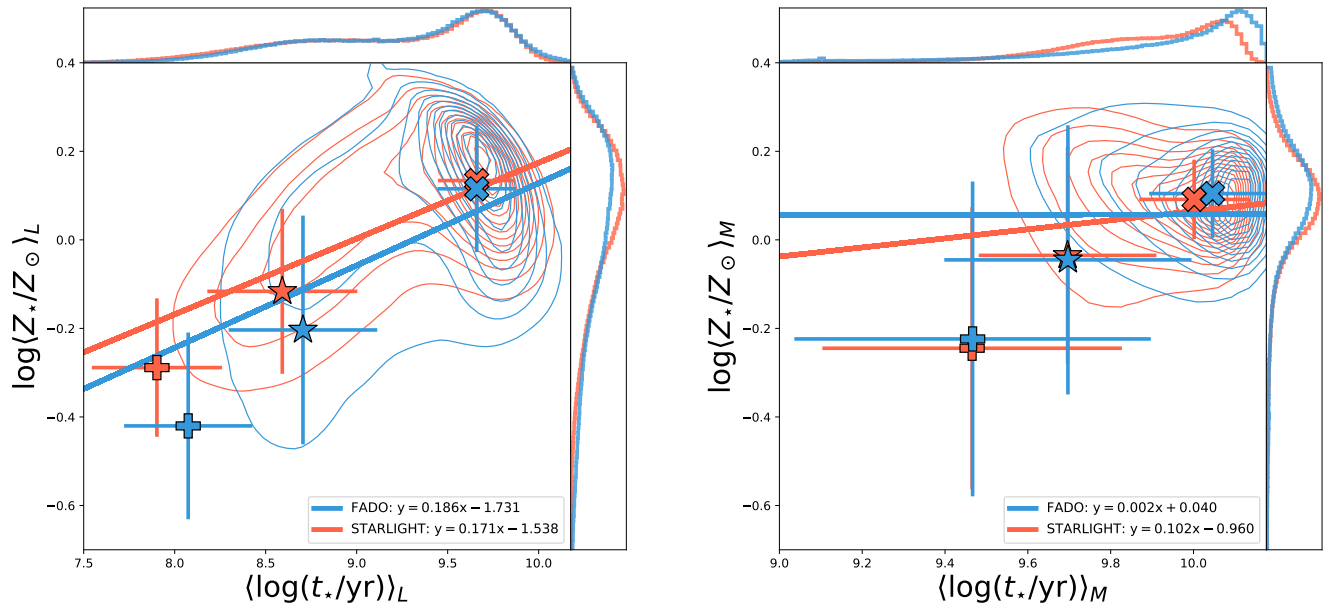 0.4
0.2
0.0
−0.2
−0.4
−0.6
log⟨Z⋆/Z⊙⟩L
FADO: y = 0.186x − 1.731
STARLIGHT: y = 0.171x − 1.538
7.5 8.0 8.5 9.0 9.5 10.0
⟨log(t⋆/yr)⟩L
0.4
0.2
0.0
−0.2
−0.4
−0.6
log⟨Z⋆/Z⊙⟩M
FADO: y = 0.002x + 0.040
STARLIGHT: y = 0.102x − 0.960
9.0 9.2 9.4 9.6 9.8 10.0
⟨log(t⋆/yr)⟩M